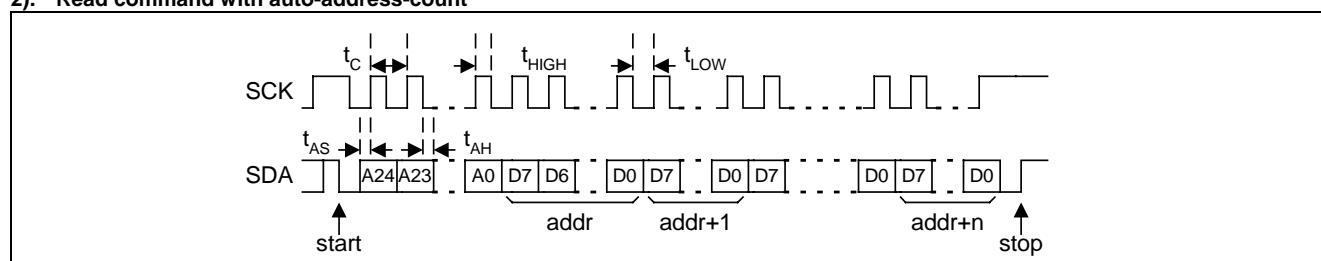 2). Read command with auto-address-count
tC tHIGH tLOW
SCK
tAS tAH
SDA A24 A23 A0 D7 D6 D0 D7 D0 D7 D0 D7 D0
addr addr+1 addr+n
start stop